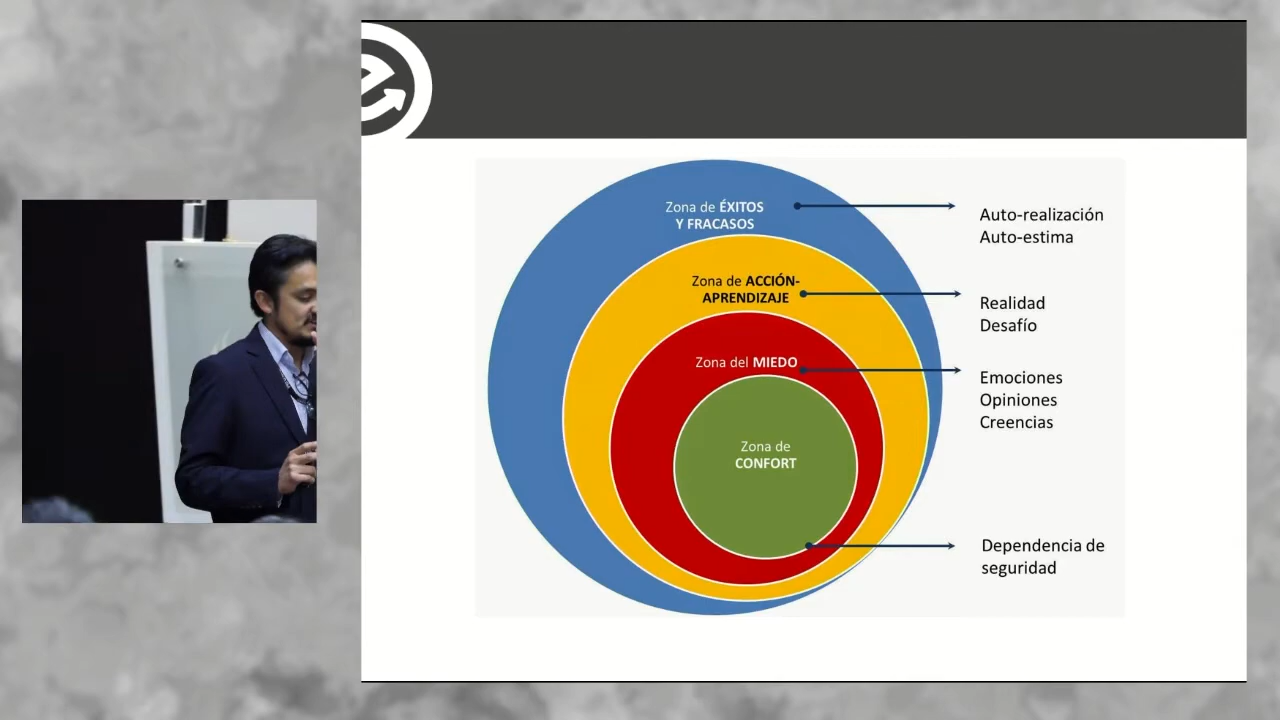 Zona de ÉXITOS
Y FRACASOS
Auto-realización
Auto-estima
Zona de ACCIÓN-
APRENDIZAJE
Realidad
Desafío
Zona del MIEDO
Emociones
Opiniones
Creencias
Zona de
CONFORT
Dependencia de
seguridad